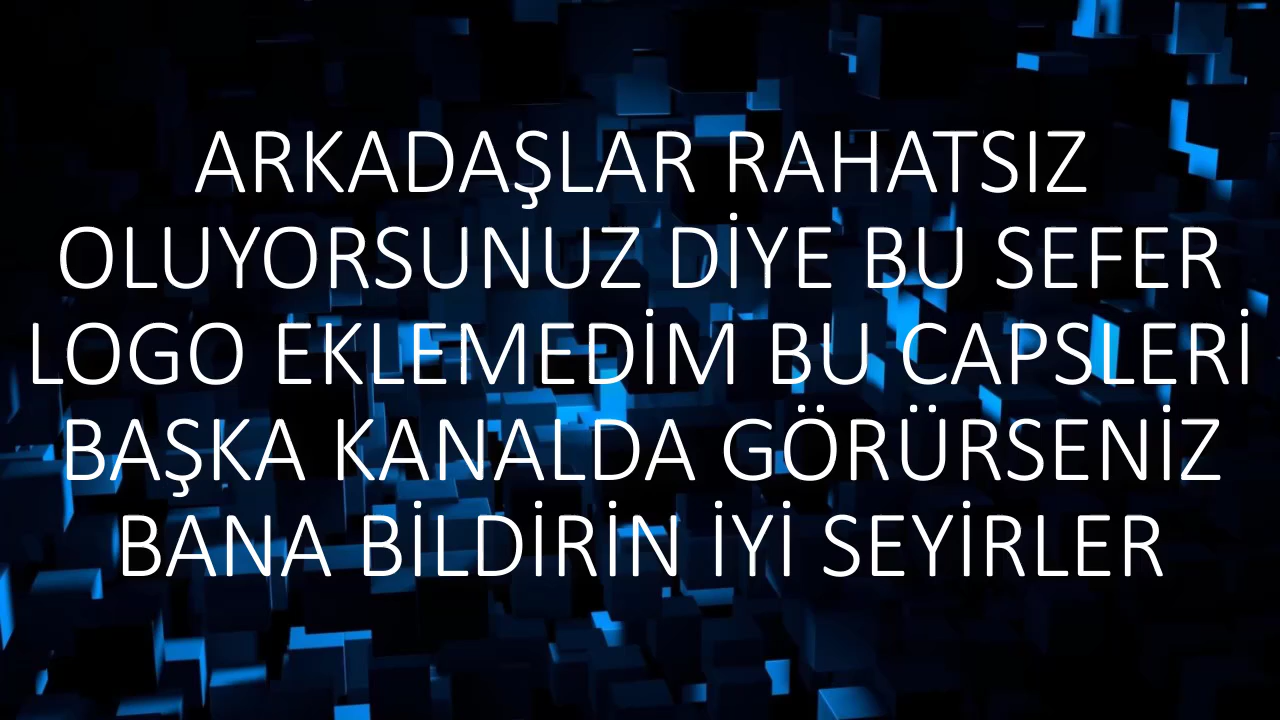 ARKADAŞLAR RAHATSIZ
OLUYORSUNUZ DİYE BU SEFER
LOGO EKLEMEDİM BU CAPSLERİ
BAŞKA KANALDA GÖRÜRSENİZ
BANA BİLDİRİN İYİ SEYİRLER